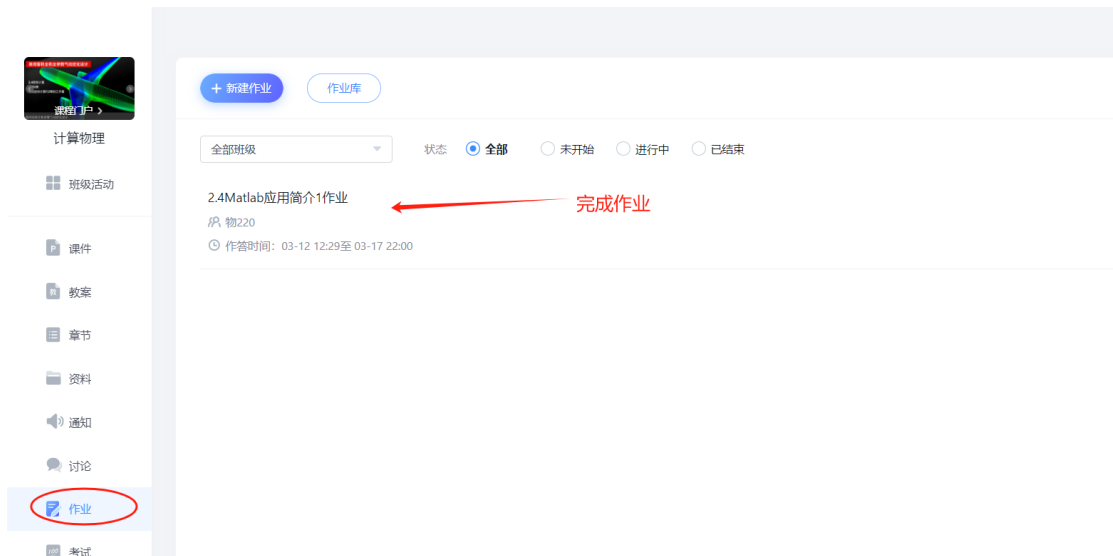 课程门户 >
计算物理
班级活动
课件
教案
章节
资料
通知
讨论
作业
考试
+ 新建作业
作业库
全部班级
状态 全部 未开始 进行中 已结束
2.4Matlab应用简介1作业
完成作业
物220
作答时间：03-12 12:29至 03-17 22:00